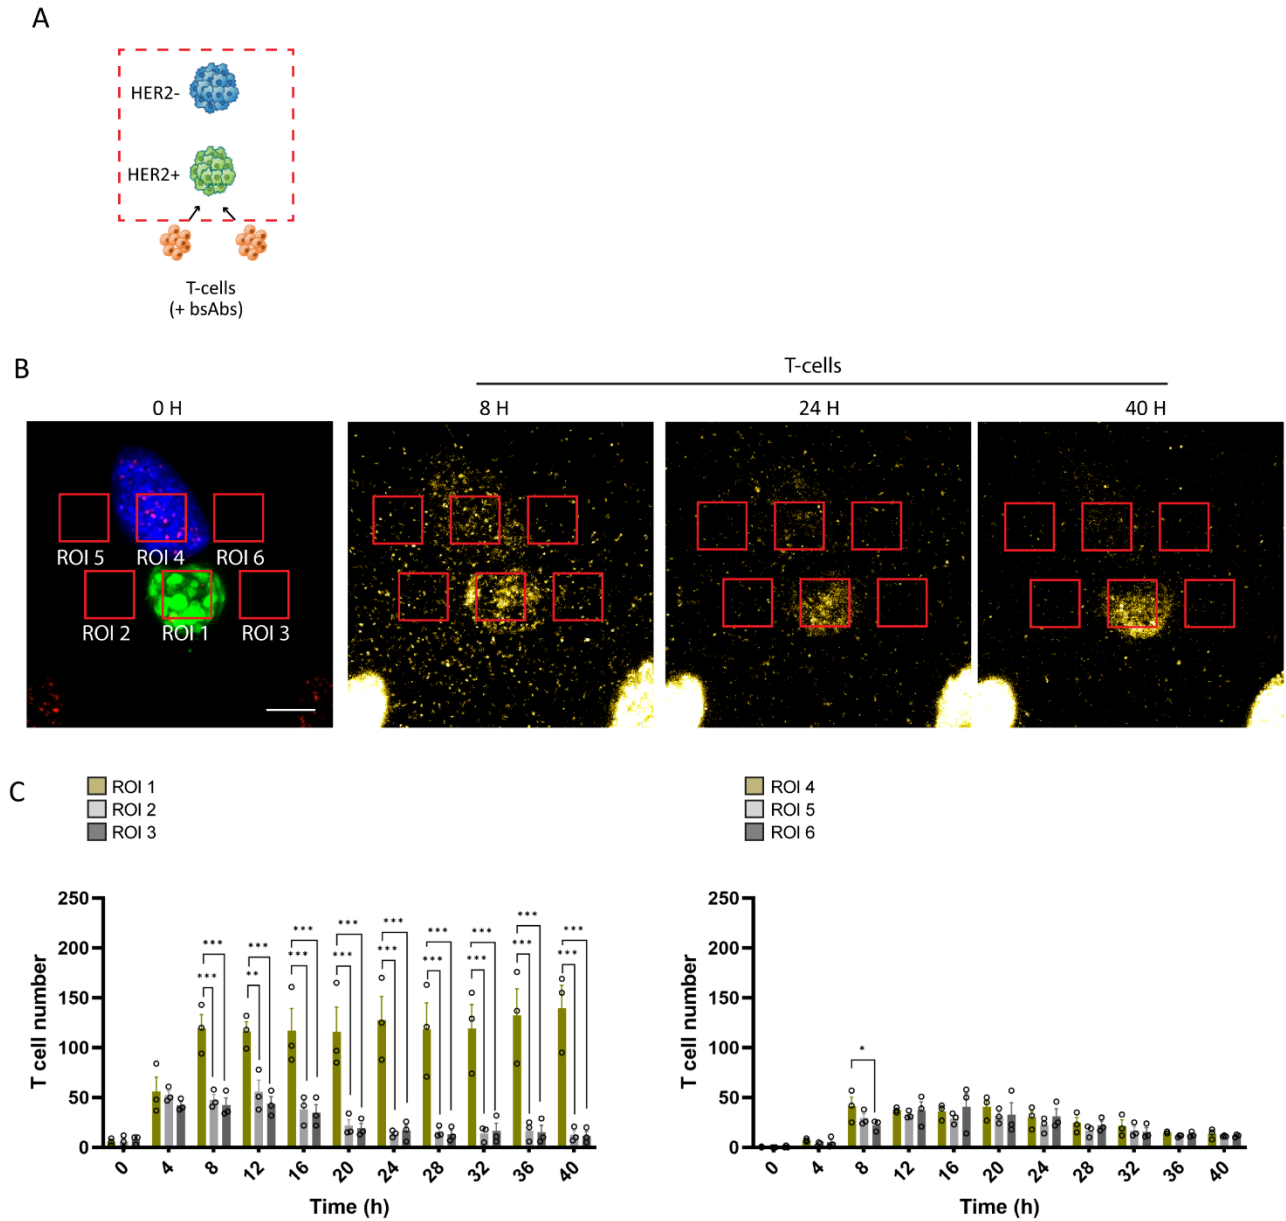 A
HER2-
HER2+
T-cells
(+ bsAbs)
B
T-cells
0 H
8 H
24 H
40 H
ROI 5
ROI 4
ROI 6
ROI 2
ROI 1
ROI 3
C
ROI 1
ROI 2
ROI 3
ROI 4
ROI 5
ROI 6
250
200
150
100
50
0
T cell number
*** *** *** ** *** *** *** *** *** *** *** *** *** *** *** *** *** ***
0 4 8 12 16 20 24 28 32 36 40
Time (h)
250
200
150
100
50
0
T cell number
*
0 4 8 12 16 20 24 28 32 36 40
Time (h)